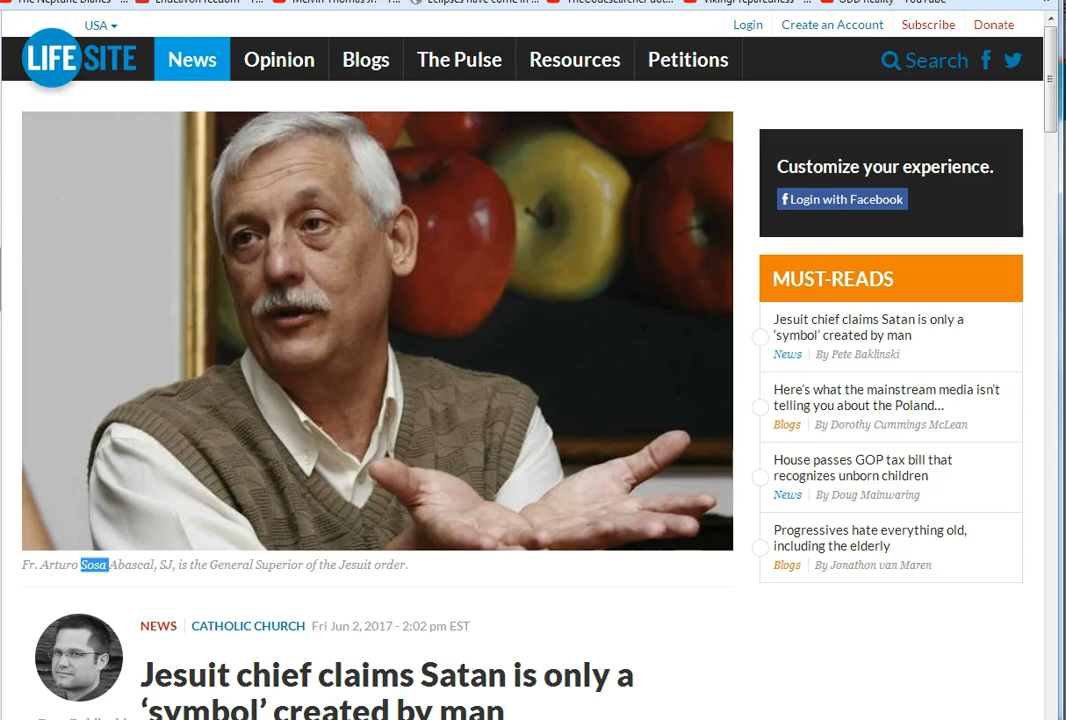 USA
Login
Create an Account
Subscribe
Donate
LIFE SITE
News
Opinion
Blogs
The Pulse
Resources
Petitions
Search
Customize your experience.
Login with Facebook
MUST-READS
Jesuit chief claims Satan is only a
‘symbol’ created by man
News | By Pete Baklinski
Here’s what the mainstream media isn’t
telling you about the Poland...
Blogs | By Dorothy Cummings McLean
House passes GOP tax bill that
recognizes unborn children
News | By Doug Mainwaring
Progressives hate everything old,
including the elderly
Blogs | By Jonathon van Maren
Fr. Arturo Sosa Abascal, SJ, is the General Superior of the Jesuit order.
NEWS | CATHOLIC CHURCH Fri Jun 2, 2017 - 2:02 pm EST
Jesuit chief claims Satan is only a
‘symbol’ created by man